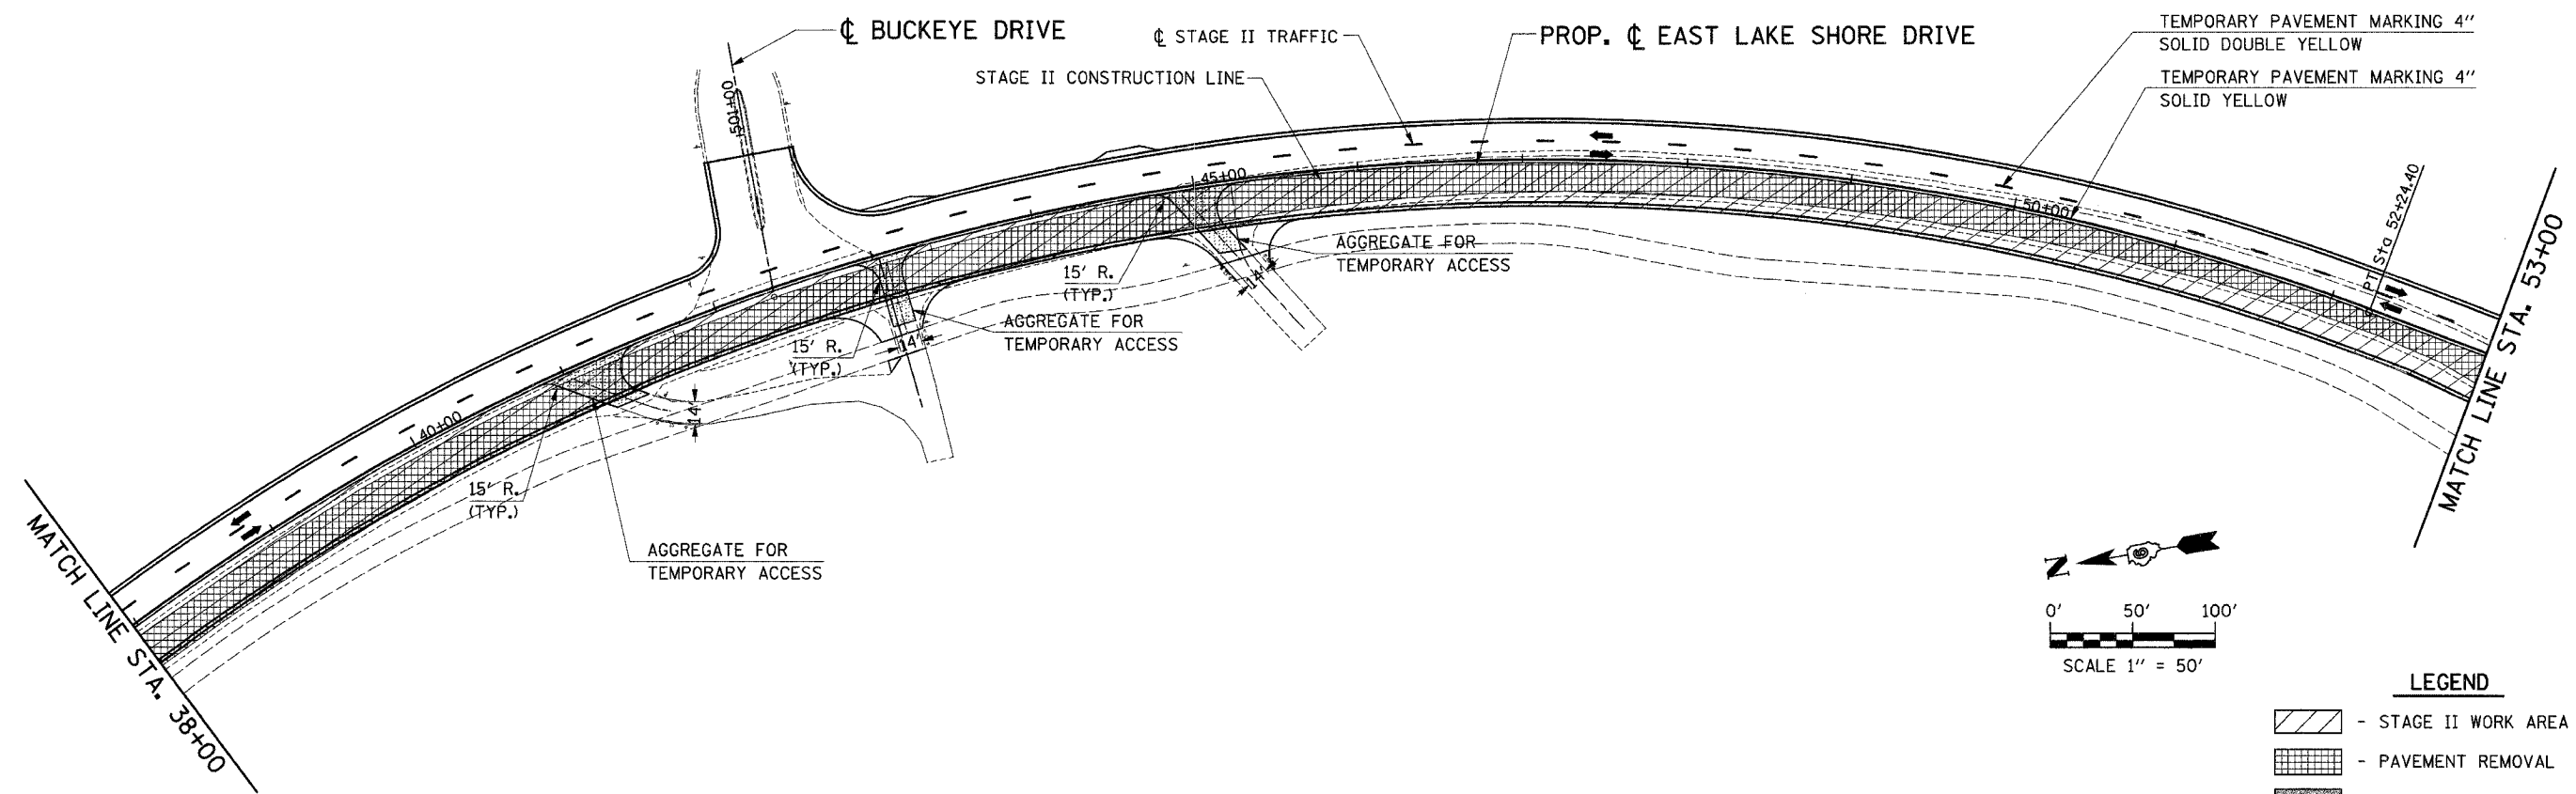 ℄ BUCKEYE DRIVE
℄ STAGE II TRAFFIC
PROP. ℄ EAST LAKE SHORE DRIVE
TEMPORARY PAVEMENT MARKING 4"
SOLID DOUBLE YELLOW
STAGE II CONSTRUCTION LINE
TEMPORARY PAVEMENT MARKING 4"
SOLID YELLOW
501+00
45+00
50+00
PT Sta 52+24.40
MATCH LINE STA. 53+00
AGGREGATE FOR
TEMPORARY ACCESS
14'
15' R.
(TYP.)
AGGREGATE FOR
TEMPORARY ACCESS
14'
15' R.
(TYP.)
14'
40+00
15' R.
(TYP.)
AGGREGATE FOR
TEMPORARY ACCESS
MATCH LINE STA. 38+00
N
0' 50' 100'
SCALE 1" = 50'
LEGEND
- STAGE II WORK AREA
- PAVEMENT REMOVAL